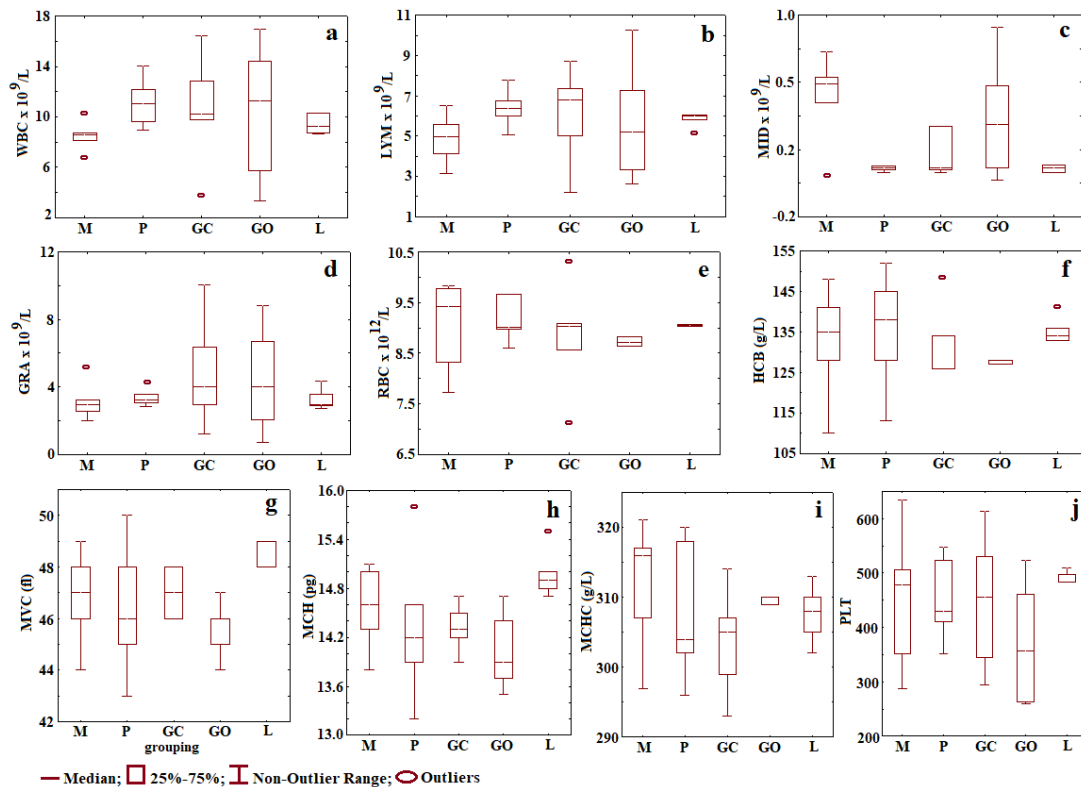 a
WBC x 10^9/L
18
14
10
6
2
M P GC GO L
b
LYM x 10^9/L
11
9
7
5
3
1
M P GC GO L
c
MID x 10^9/L
1.0
0.5
0.2
-0.2
M P GC GO L
d
GRA x 10^9/L
12
8
4
0
M P GC GO L
e
RBC x 10^12/L
10.5
9.5
8.5
7.5
6.5
M P GC GO L
f
HCB (g/L)
155
145
135
125
115
105
M P GC GO L
g
MVC (fl)
50
48
46
44
42
M P GC GO L
grouping
h
MCH (pg)
16.0
15.4
14.8
14.2
13.6
13.0
M P GC GO L
i
MCHC (g/L)
320
310
300
290
M P GC GO L
j
PLT
600
500
400
300
200
M P GC GO L
Median; 25%-75%; Non-Outlier Range; Outliers